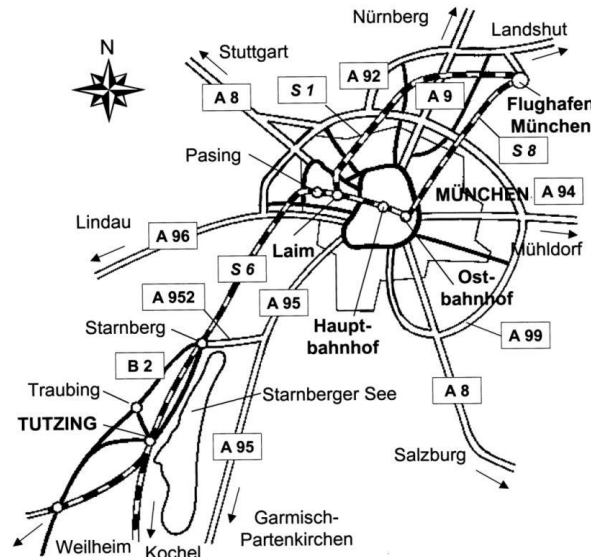 Nürnberg
Landshut
N
Stuttgart
A 92
S 1
A 8
A 9
Flughafen
München
S 8
Pasing
MÜNCHEN
A 94
Lindau
Laim
Mühldorf
A 96
S 6
Ost-
bahnhof
A 952
A 95
Haupt-
bahnhof
A 99
Starnberg
B 2
A 8
Traubing
Starnberger See
TUTZING
A 95
Salzburg
Garmisch-
Partenkirchen
Weilheim
Kochel